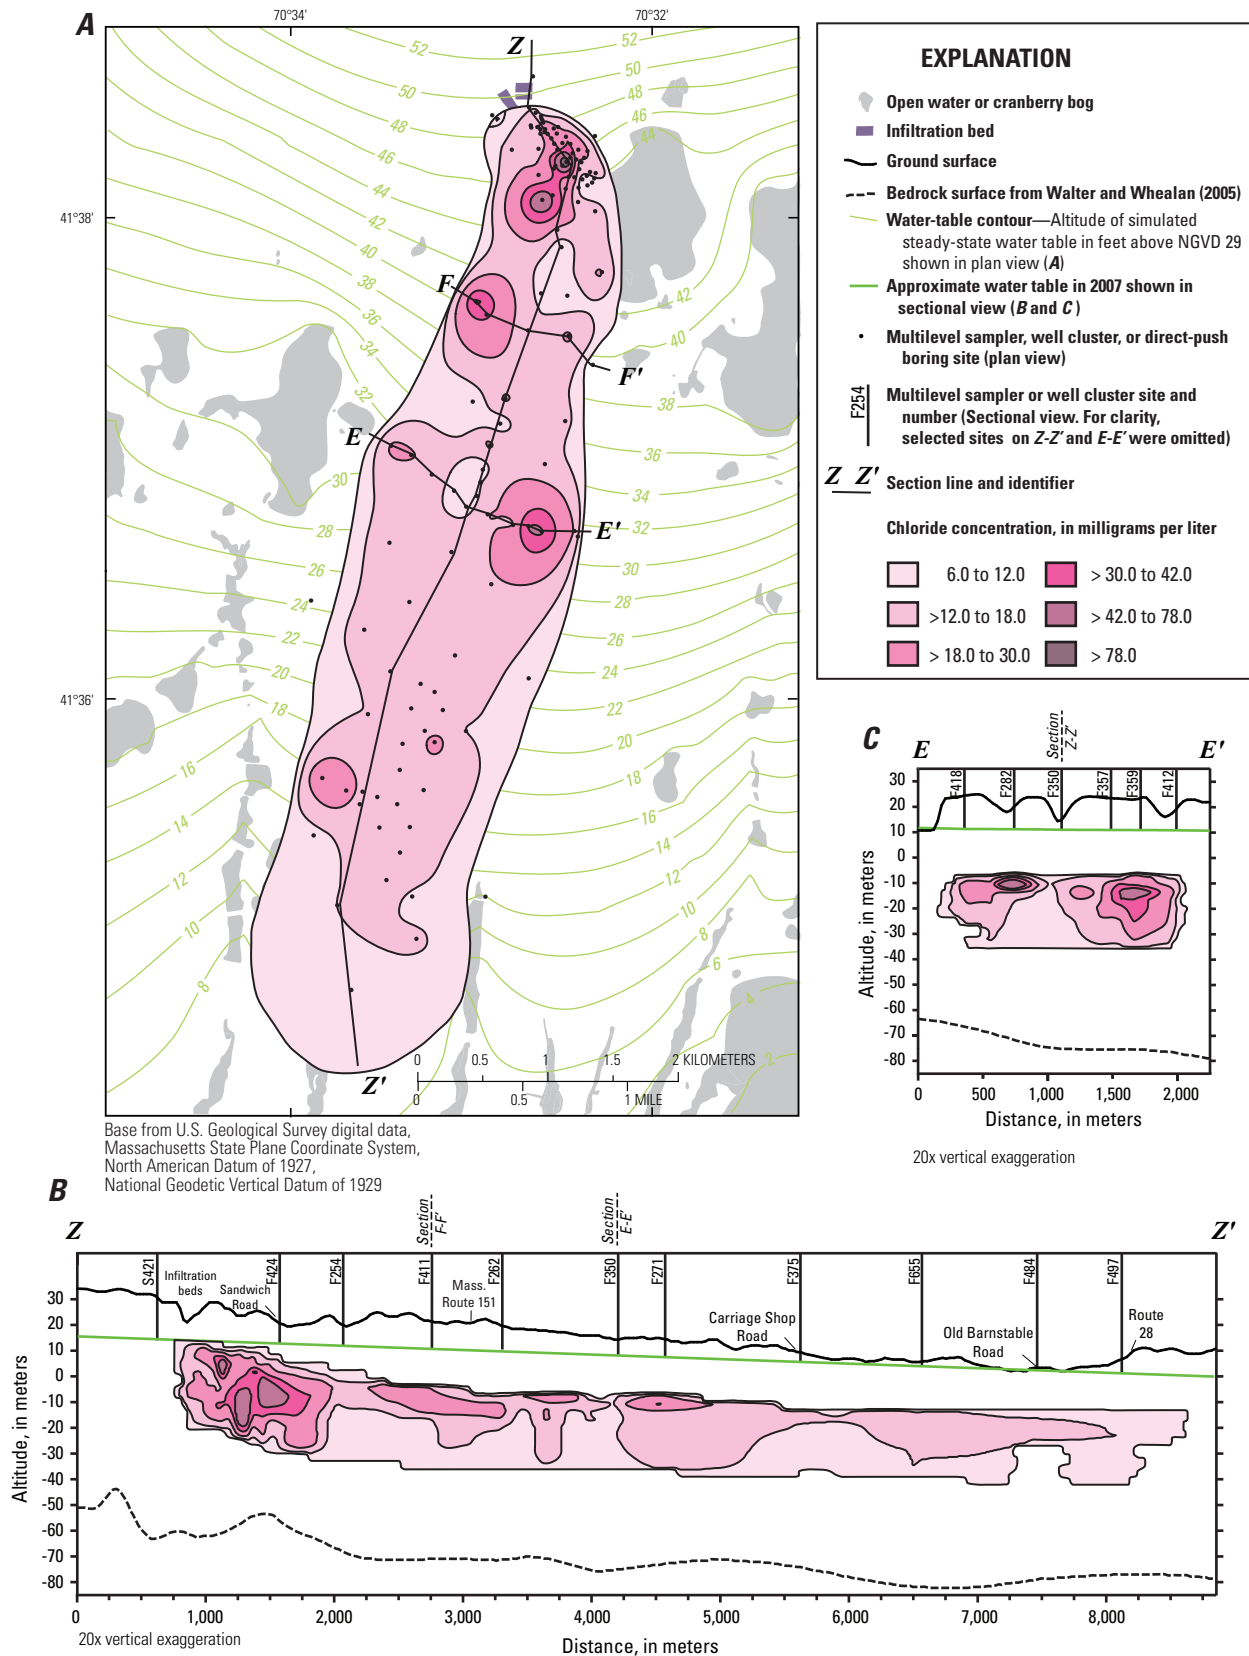 A
70°34'
70°32'
41°38'
41°36'
Z
F
F'
E
E'
Z'
52
50
48
46
44
42
40
38
36
34
32
30
28
26
24
22
20
18
16
14
12
10
8
52
50
48
46
44
42
40
38
36
34
32
30
28
26
24
22
20
18
16
14
12
10
8
6
4
2
0 0.5 1 1.5 2 KILOMETERS
0 0.5 1 MILE
Base from U.S. Geological Survey digital data,
Massachusetts State Plane Coordinate System,
North American Datum of 1927,
National Geodetic Vertical Datum of 1929
EXPLANATION
Open water or cranberry bog
Infiltration bed
Ground surface
Bedrock surface from Walter and Whealan (2005)
Water-table contour—Altitude of simulated
steady-state water table in feet above NGVD 29
shown in plan view (A)
Approximate water table in 2007 shown in
sectional view (B and C)
Multilevel sampler, well cluster, or direct-push
boring site (plan view)
F254
Multilevel sampler or well cluster site and
number (Sectional view. For clarity,
selected sites on Z-Z' and E-E' were omitted)
Z Z' Section line and identifier
Chloride concentration, in milligrams per liter
6.0 to 12.0
> 30.0 to 42.0
>12.0 to 18.0
> 42.0 to 78.0
> 18.0 to 30.0
> 78.0
C
E
Section
Z-Z'
E'
F418
F282
F350
F357
F359
F412
30
20
10
0
-10
-20
-30
-40
-50
-60
-70
-80
Altitude, in meters
0 500 1,000 1,500 2,000
Distance, in meters
20x vertical exaggeration
B
Z
Section
F-F'
Section
E-E'
Z'
S421
F424
F254
F411
F262
F350
F271
F375
F655
F484
F497
Infiltration
beds
Sandwich
Road
Mass.
Route 151
Carriage Shop
Road
Old Barnstable
Road
Route
28
30
20
10
0
-10
-20
-30
-40
-50
-60
-70
-80
Altitude, in meters
0 1,000 2,000 3,000 4,000 5,000 6,000 7,000 8,000
20x vertical exaggeration
Distance, in meters